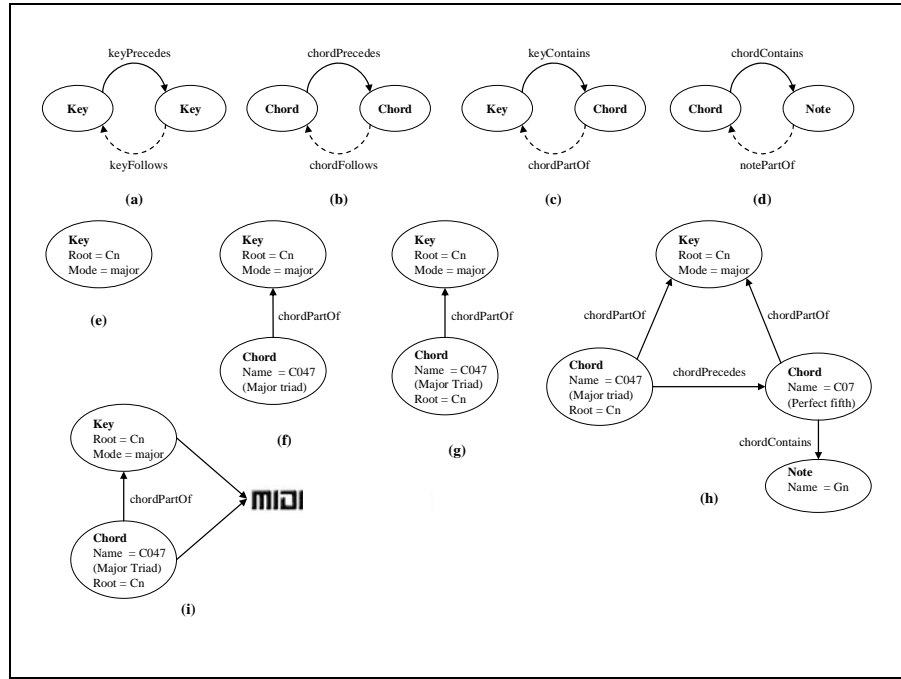 keyPrecedes
Key
Key
keyFollows
(a)
chordPrecedes
Chord
Chord
chordFollows
(b)
keyContains
Key
Chord
chordPartOf
(c)
chordContains
Chord
Note
notePartOf
(d)
Key
Root = Cn
Mode = major
(e)
Key
Root = Cn
Mode = major
chordPartOf
Chord
Name = C047
(Major triad)
(f)
Key
Root = Cn
Mode = major
chordPartOf
Chord
Name = C047
(Major Triad)
Root = Cn
(g)
Key
Root = Cn
Mode = major
chordPartOf
chordPartOf
Chord
Name = C047
(Major triad)
Root = Cn
chordPrecedes
Chord
Name = C07
(Perfect fifth)
chordContains
Note
Name = Gn
(h)
Key
Root = Cn
Mode = major
chordPartOf
MIDI
Chord
Name = C047
(Major Triad)
Root = Cn
(i)